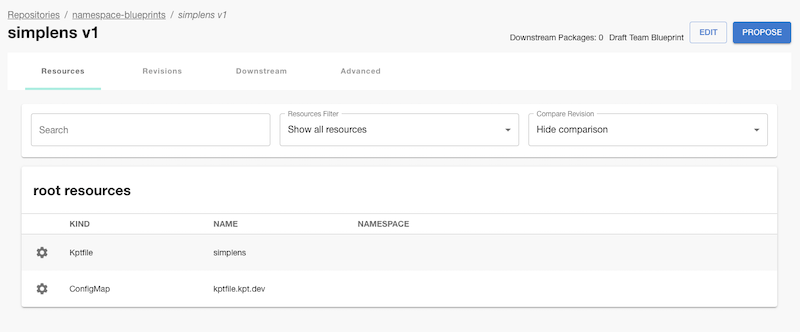 Repositories / namespace-blueprints / simplens v1
simplens v1
Downstream Packages: 0 Draft Team Blueprint EDIT PROPOSE
Resources Revisions Downstream Advanced
Resources Filter Compare Revision
Search Show all resources Hide comparison
root resources
KIND NAME NAMESPACE
Kptfile simplens
ConfigMap kptfile.kpt.dev